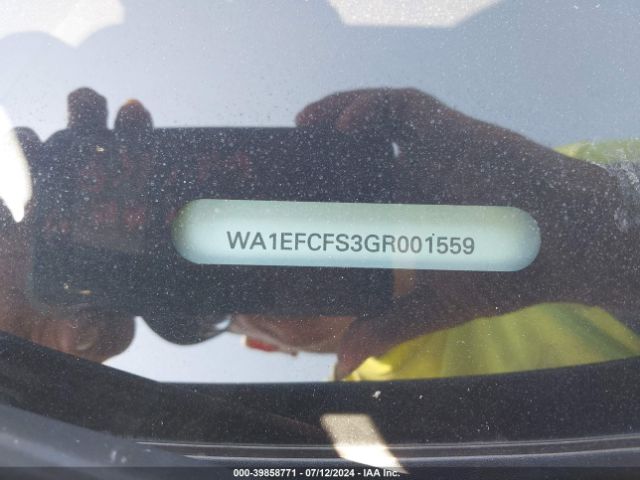 WA1EFCFS3GR001559
000-39858771 - 07/12/2024 - IAA Inc.